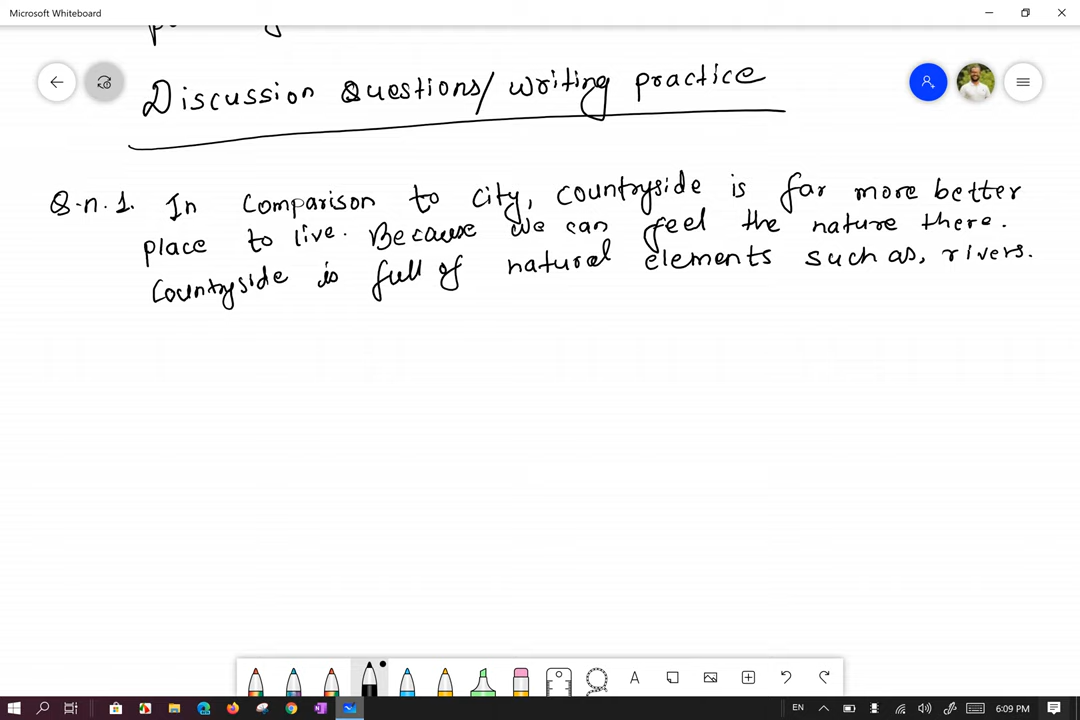 Microsoft Whiteboard
Discussion Questions/ writing practice
Q.n.1. In comparison to city, countryside is far more better
place to live. Because we can feel the nature there.
Countryside is full of natural elements such as, rivers.
EN
6:09 PM